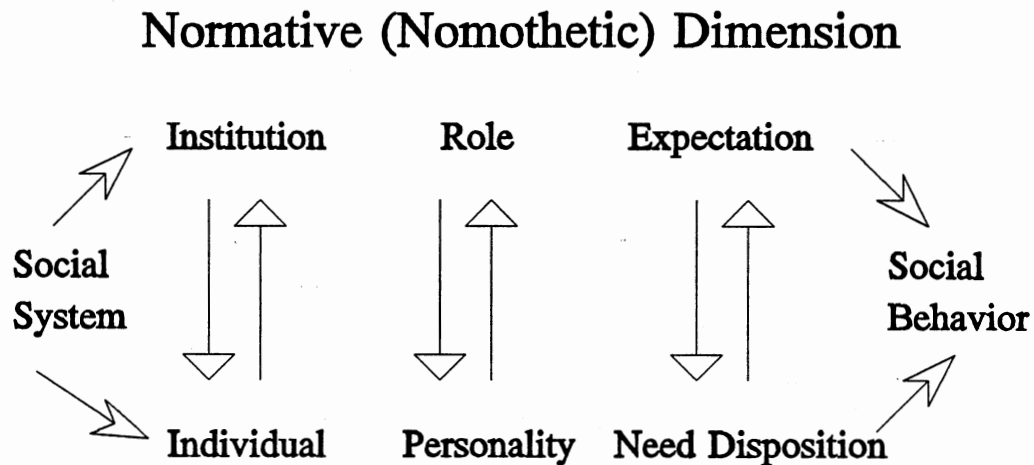 Normative (Nomothetic) Dimension
Institution Role Expectation
Social
System
Social
Behavior
Individual Personality Need Disposition